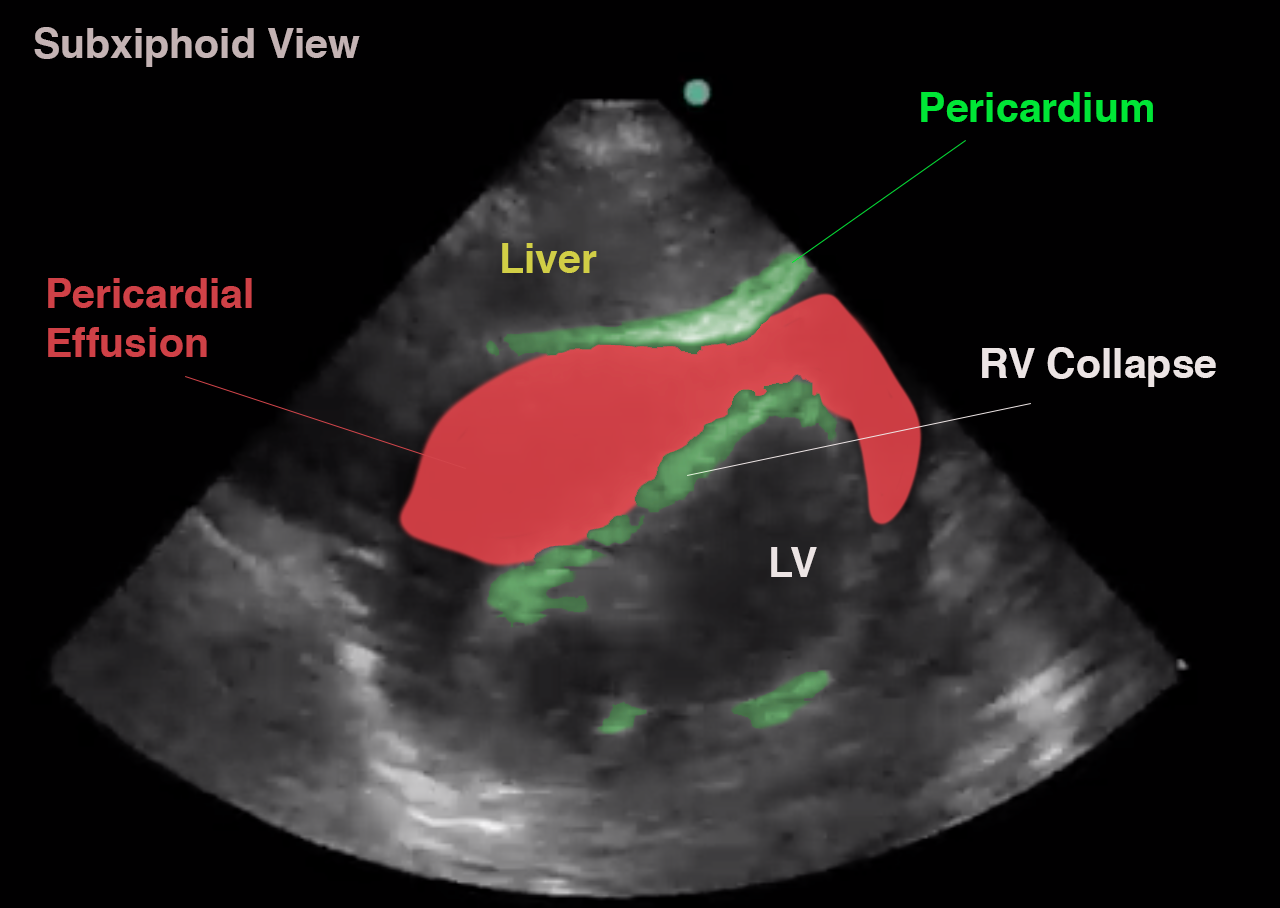 Subxiphoid View
Pericardium
Liver
Pericardial
Effusion
RV Collapse
LV